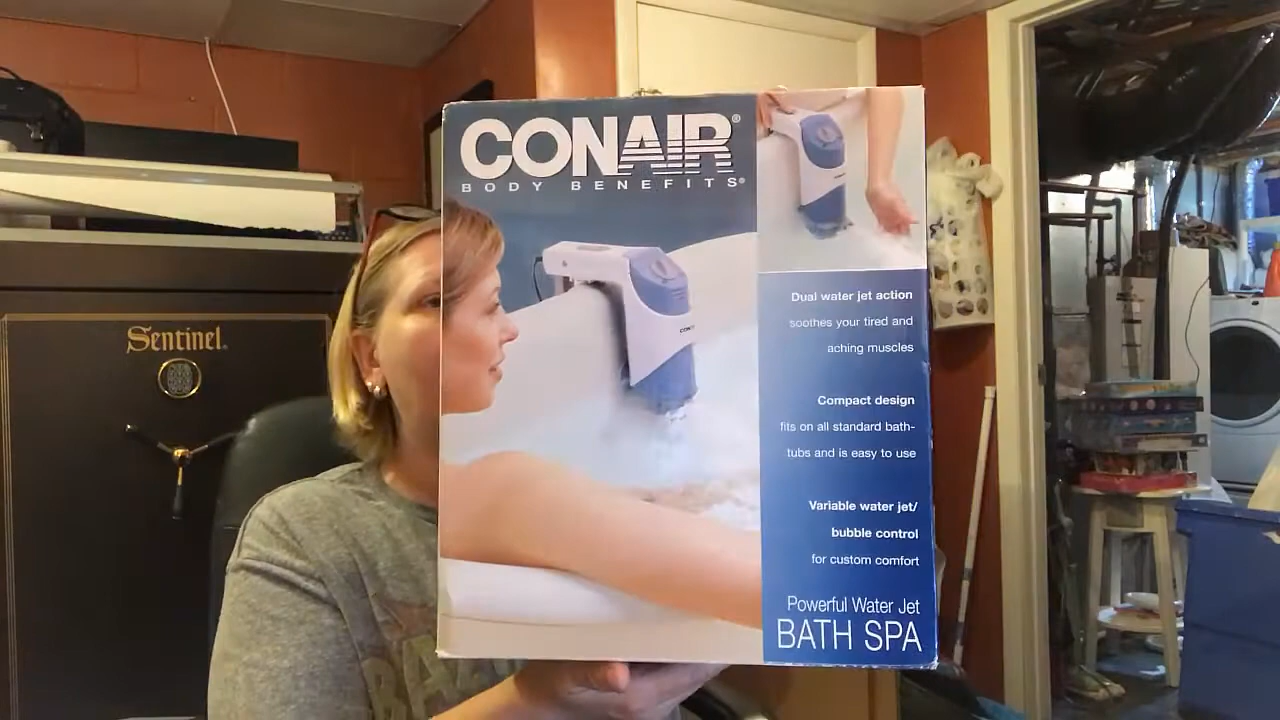 CONAIR®
BODY BENEFITS®
Dual water jet action
soothes your tired and
aching muscles
Compact design
fits on all standard bath-
tubs and is easy to use
Variable water jet/
bubble control
for custom comfort
Powerful Water Jet
BATH SPA
Sentinel